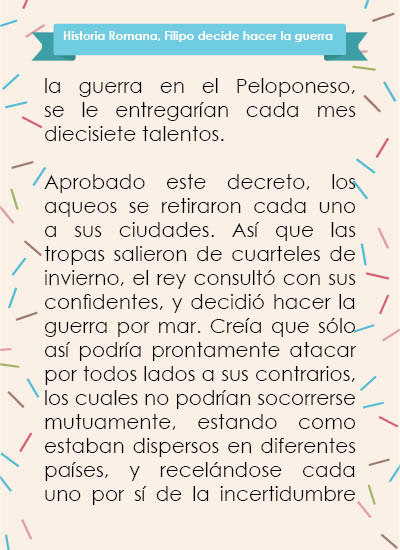 Historia Romana, Filipo decide hacer la guerra
la guerra en el Peloponeso,
se le entregarían cada mes
diecisiete talentos.
Aprobado este decreto, los
aqueos se retiraron cada uno
a sus ciudades. Así que las
tropas salieron de cuarteles de
invierno, el rey consultó con sus
confidentes, y decidió hacer la
guerra por mar. Creía que sólo
así podría prontamente atacar
por todos lados a sus contrarios,
los cuales no podrían socorrerse
mutuamente, estando como
estaban dispersos en diferentes
países, y recelándose cada
uno por sí de la incertidumbre